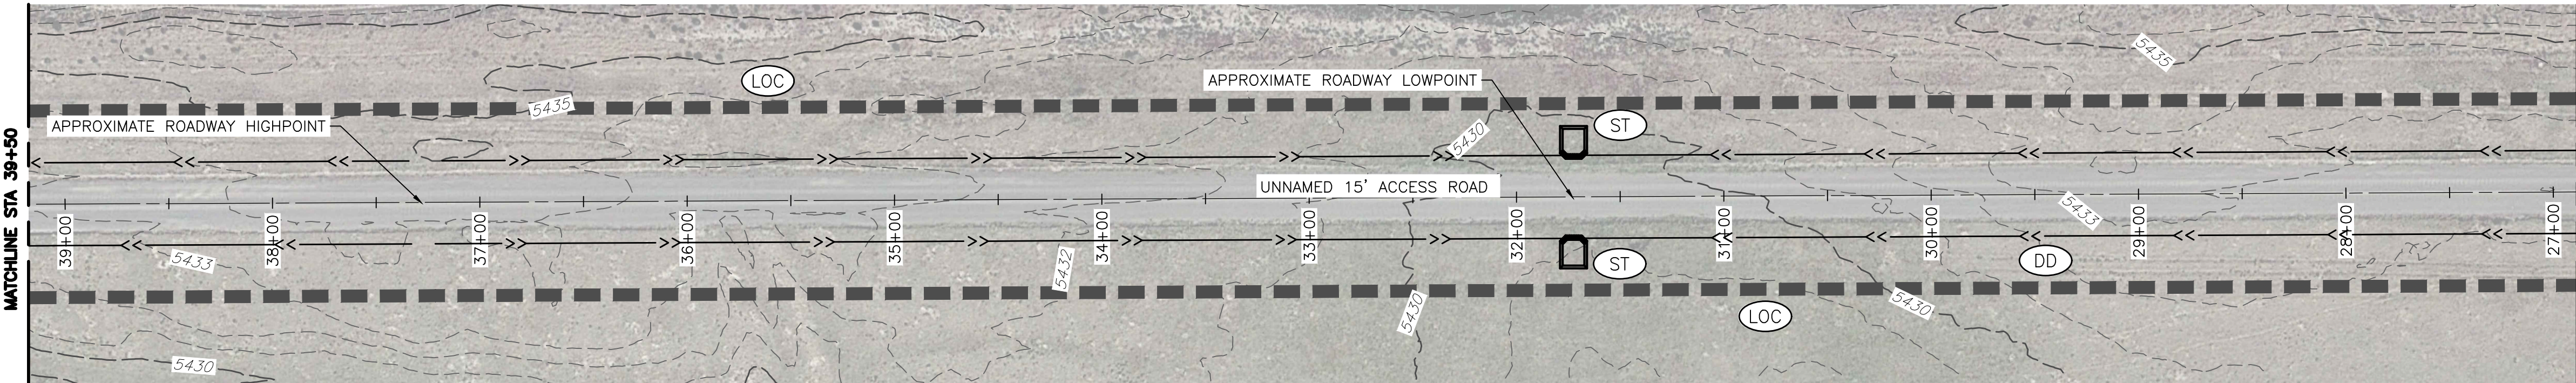 MATCHLINE STA 39+50
5435
LOC
APPROXIMATE ROADWAY LOWPOINT
5435
APPROXIMATE ROADWAY HIGHPOINT
ST
5430
UNNAMED 15' ACCESS ROAD
5433
39+00
38+00
37+00
36+00
35+00
34+00
33+00
32+00
31+00
30+00
29+00
28+00
27+00
5433
5432
ST
DD
5430
5430
LOC
5430